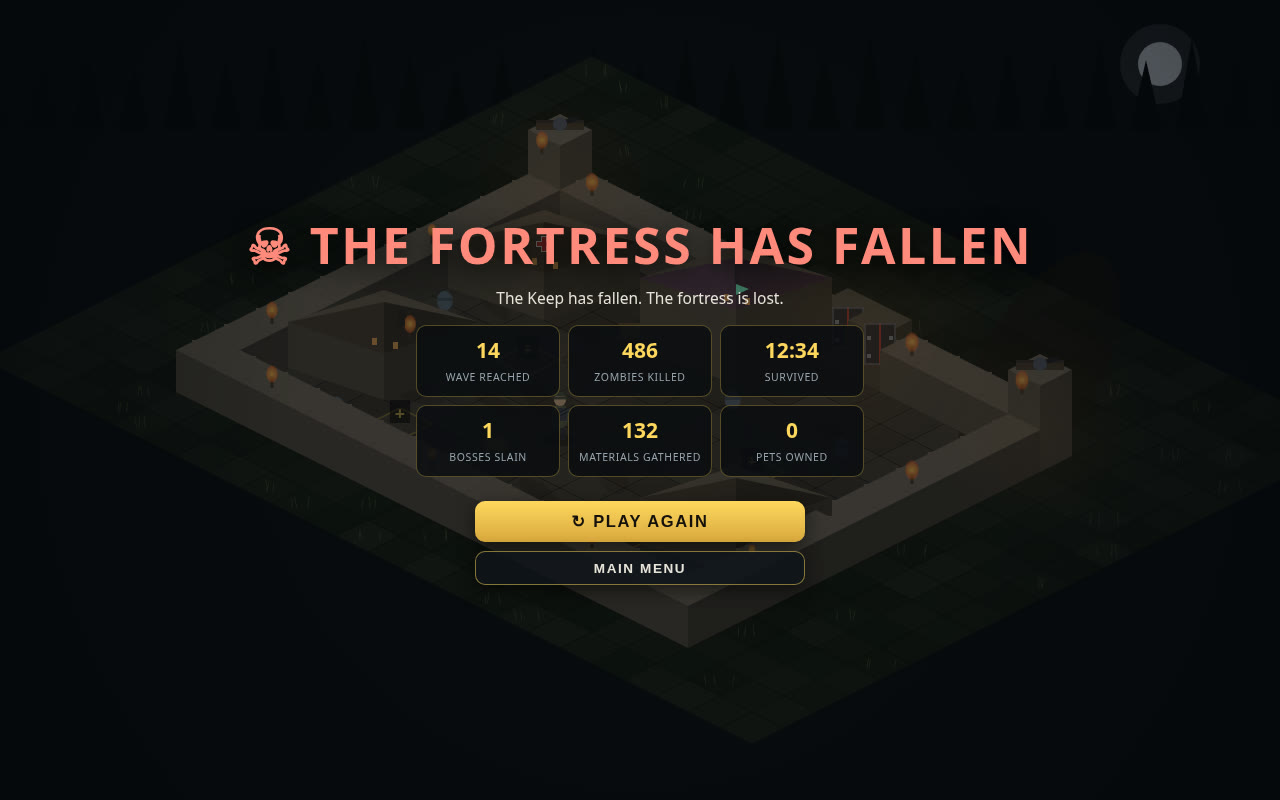 ☠ THE FORTRESS HAS FALLEN
The Keep has fallen. The fortress is lost.
14
WAVE REACHED
486
ZOMBIES KILLED
12:34
SURVIVED
1
BOSSES SLAIN
132
MATERIALS GATHERED
0
PETS OWNED
↻ PLAY AGAIN
MAIN MENU